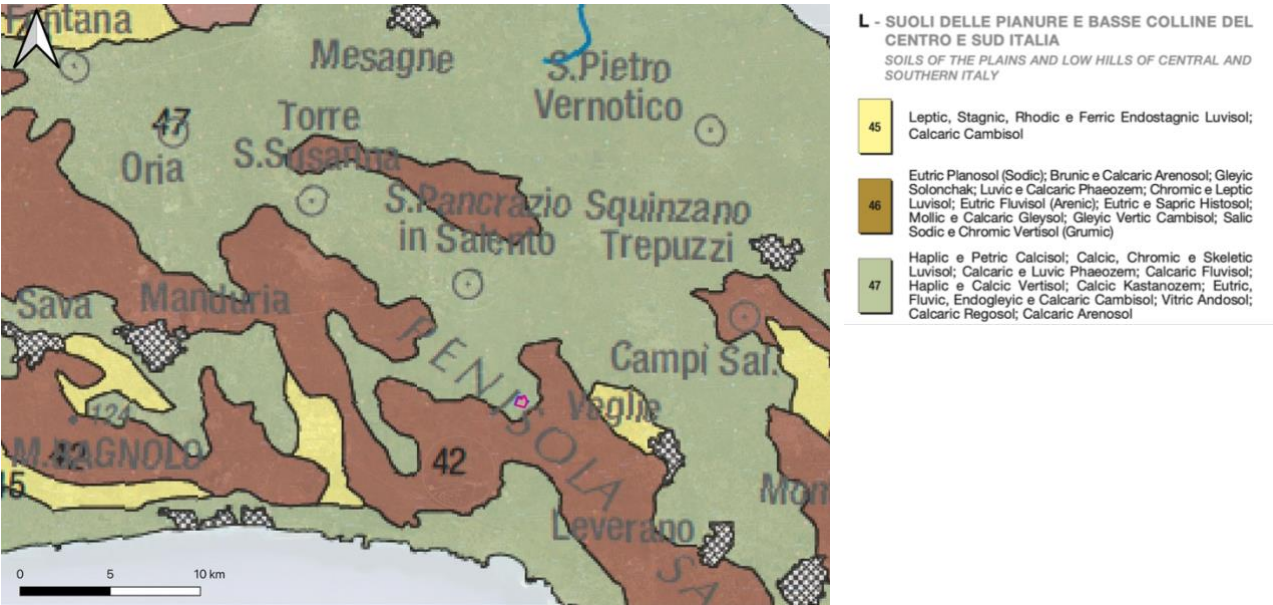 Fontana
Mesagne
S.Pietro
Vernotico
47
Oria
Torre
S.Susanna
S.Pancrazio
in Salento
Squinzano
Trepuzzi
Sava
Manduria
PENISOLA
SA
Campi Sal.
Veglie
124
M.BAGNOLO
42
42
45
Leverano
Mon
0 5 10 km
L - SUOLI DELLE PIANURE E BASSE COLLINE DEL
CENTRO E SUD ITALIA
SOILS OF THE PLAINS AND LOW HILLS OF CENTRAL AND
SOUTHERN ITALY
45
Leptic, Stagnic, Rhodic e Ferric Endostagnic Luvisol;
Calcaric Cambisol
46
Eutric Planosol (Sodic); Brunic e Calcaric Arenosol; Gleyic
Solonchak; Luvic e Calcaric Phaeozem; Chromic e Leptic
Luvisol; Eutric Fluvisol (Arenic); Eutric e Sapric Histosol;
Mollic e Calcaric Gleysol; Gleyic Vertic Cambisol; Salic
Sodic e Chromic Vertisol (Grumic)
47
Haplic e Petric Calcisol; Calcic, Chromic e Skeletic
Luvisol; Calcaric e Luvic Phaeozem; Calcaric Fluvisol;
Haplic e Calcic Vertisol; Calcic Kastanozem; Eutric,
Fluvic, Endogleyic e Calcaric Cambisol; Vitric Andosol;
Calcaric Regosol; Calcaric Arenosol